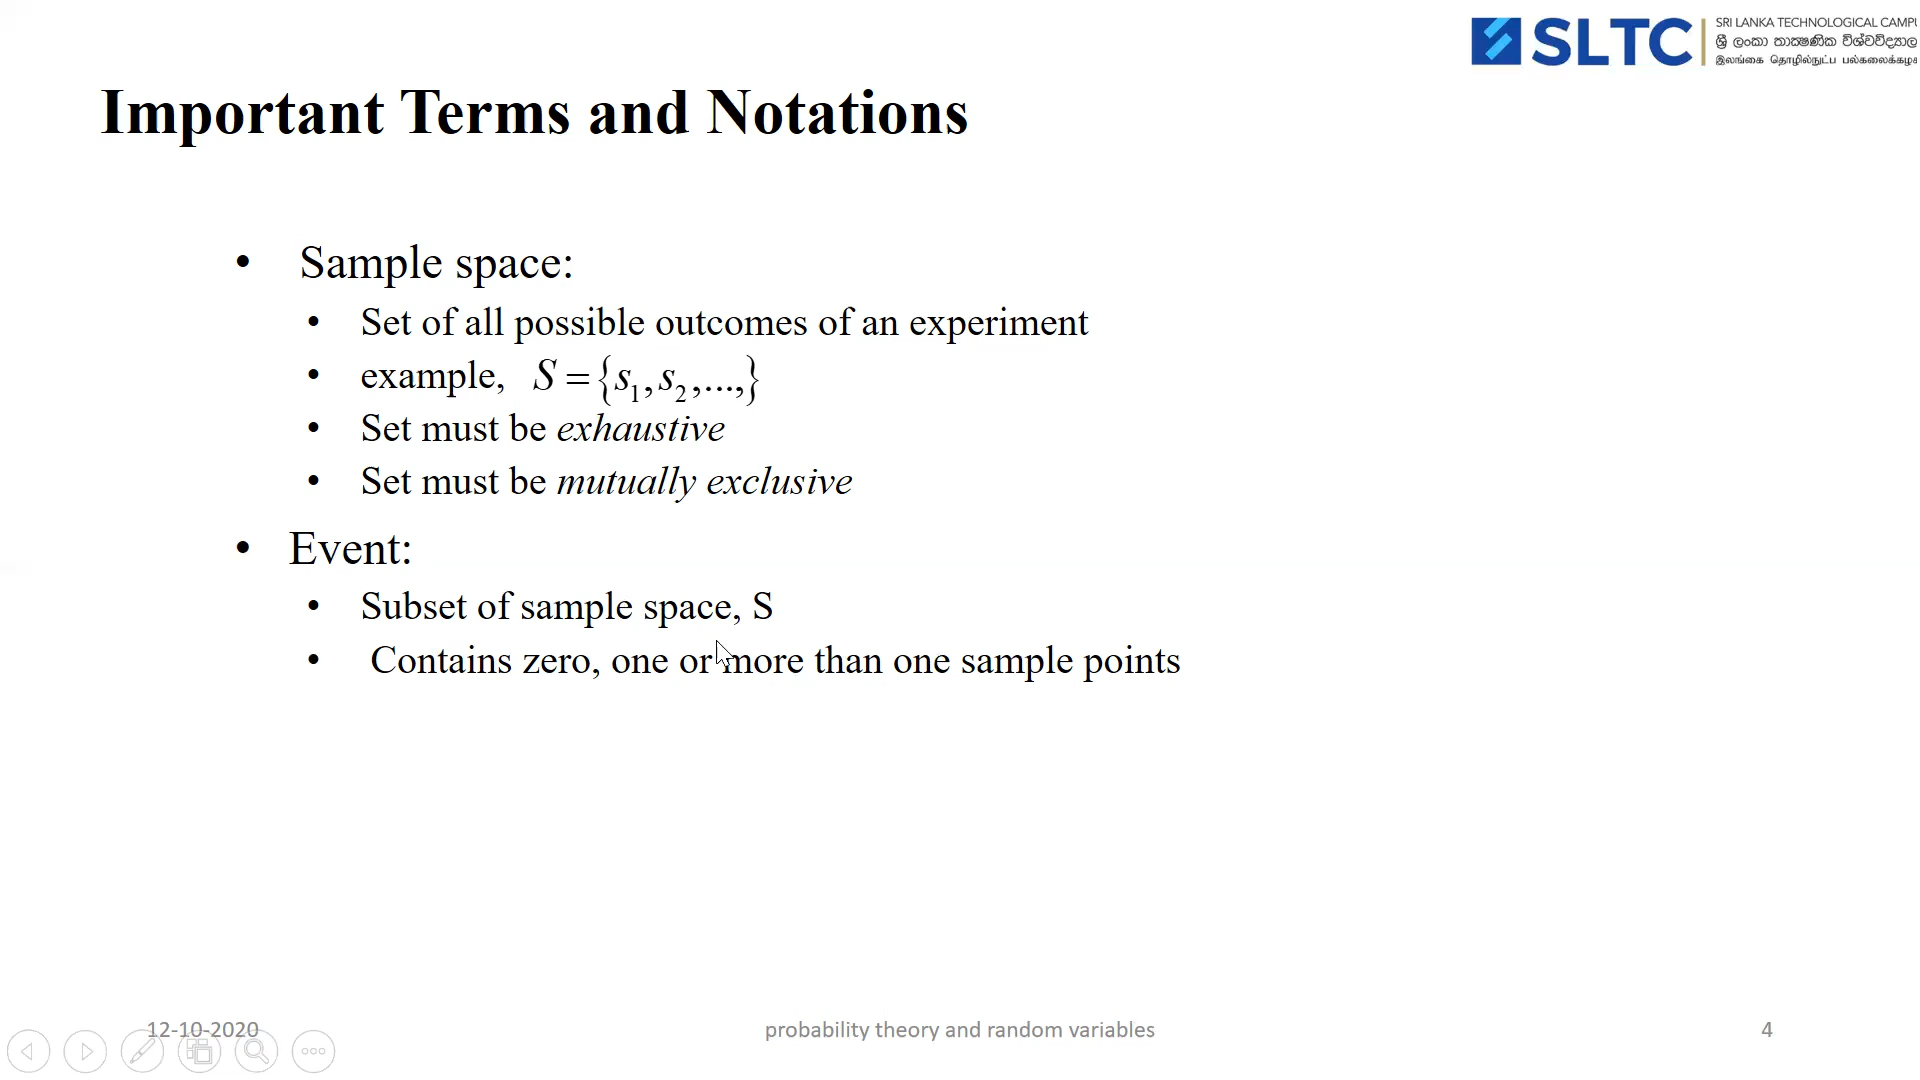 SLTC
SRI LANKA TECHNOLOGICAL
ශ්‍රී ලංකා තාක්ෂණික
இலங்கை தொழில்நுட்ப
Important Terms and Notations
• Sample space:
• Set of all possible outcomes of an experiment
• example, S = {s₁, s₂,...,}
• Set must be exhaustive
• Set must be mutually exclusive
• Event:
• Subset of sample space, S
• Contains zero, one or more than one sample points
12-10-2020
probability theory and random variables
4